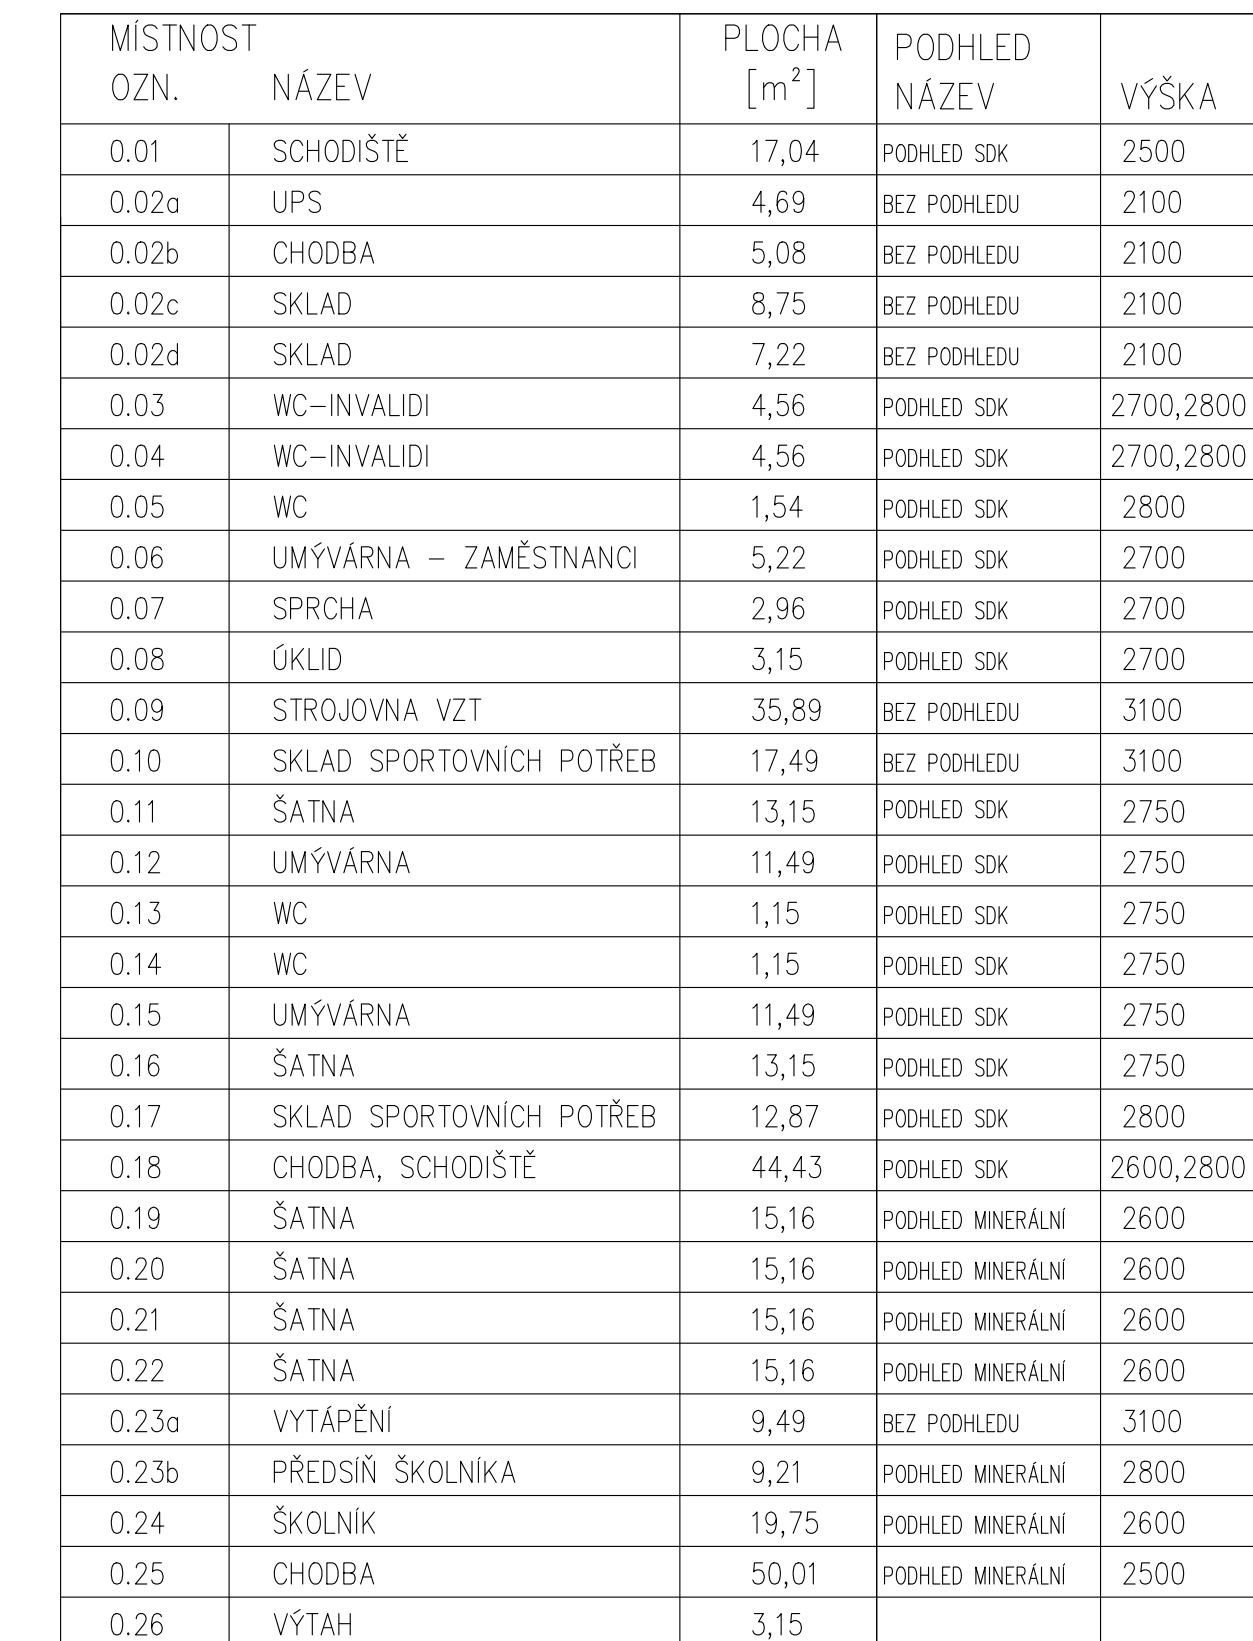 MÍSTNOST PLOCHA PODHLED
OZN. NÁZEV [m²] NÁZEV VÝŠKA
0.01 SCHODIŠTĚ 17,04 PODHLED SDK 2500
0.02a UPS 4,69 BEZ PODHLEDU 2100
0.02b CHODBA 5,08 BEZ PODHLEDU 2100
0.02c SKLAD 8,75 BEZ PODHLEDU 2100
0.02d SKLAD 7,22 BEZ PODHLEDU 2100
0.03 WC-INVALIDI 4,56 PODHLED SDK 2700,2800
0.04 WC-INVALIDI 4,56 PODHLED SDK 2700,2800
0.05 WC 1,54 PODHLED SDK 2800
0.06 UMÝVÁRNA – ZAMĚSTNANCI 5,22 PODHLED SDK 2700
0.07 SPRCHA 2,96 PODHLED SDK 2700
0.08 ÚKLID 3,15 PODHLED SDK 2700
0.09 STROJOVNA VZT 35,89 BEZ PODHLEDU 3100
0.10 SKLAD SPORTOVNÍCH POTŘEB 17,49 BEZ PODHLEDU 3100
0.11 ŠATNA 13,15 PODHLED SDK 2750
0.12 UMÝVÁRNA 11,49 PODHLED SDK 2750
0.13 WC 1,15 PODHLED SDK 2750
0.14 WC 1,15 PODHLED SDK 2750
0.15 UMÝVÁRNA 11,49 PODHLED SDK 2750
0.16 ŠATNA 13,15 PODHLED SDK 2750
0.17 SKLAD SPORTOVNÍCH POTŘEB 12,87 PODHLED SDK 2800
0.18 CHODBA, SCHODIŠTĚ 44,43 PODHLED SDK 2600,2800
0.19 ŠATNA 15,16 PODHLED MINERÁLNÍ 2600
0.20 ŠATNA 15,16 PODHLED MINERÁLNÍ 2600
0.21 ŠATNA 15,16 PODHLED MINERÁLNÍ 2600
0.22 ŠATNA 15,16 PODHLED MINERÁLNÍ 2600
0.23a VYTÁPĚNÍ 9,49 BEZ PODHLEDU 3100
0.23b PŘEDSÍŇ ŠKOLNÍKA 9,21 PODHLED MINERÁLNÍ 2800
0.24 ŠKOLNÍK 19,75 PODHLED MINERÁLNÍ 2600
0.25 CHODBA 50,01 PODHLED MINERÁLNÍ 2500
0.26 VÝTAH 3,15